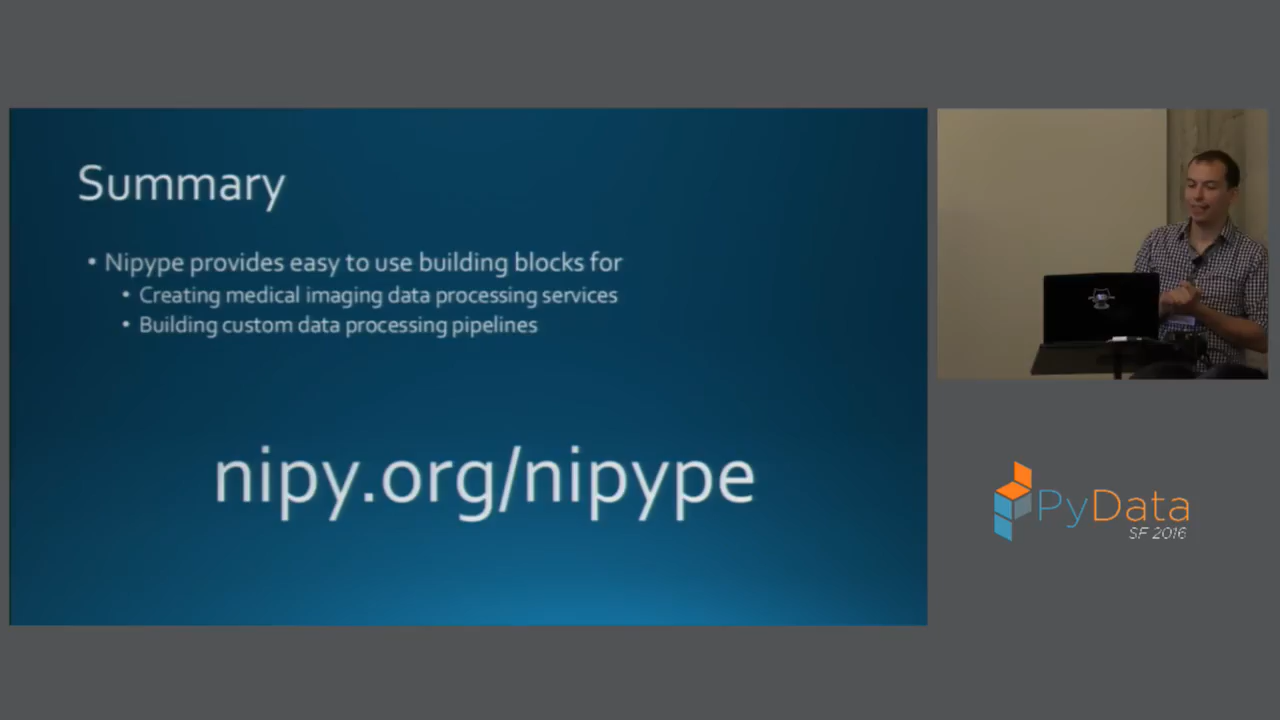 Summary
• Nipype provides easy to use building blocks for
• Creating medical imaging data processing services
• Building custom data processing pipelines
nipy.org/nipype
PyData
SF 2016